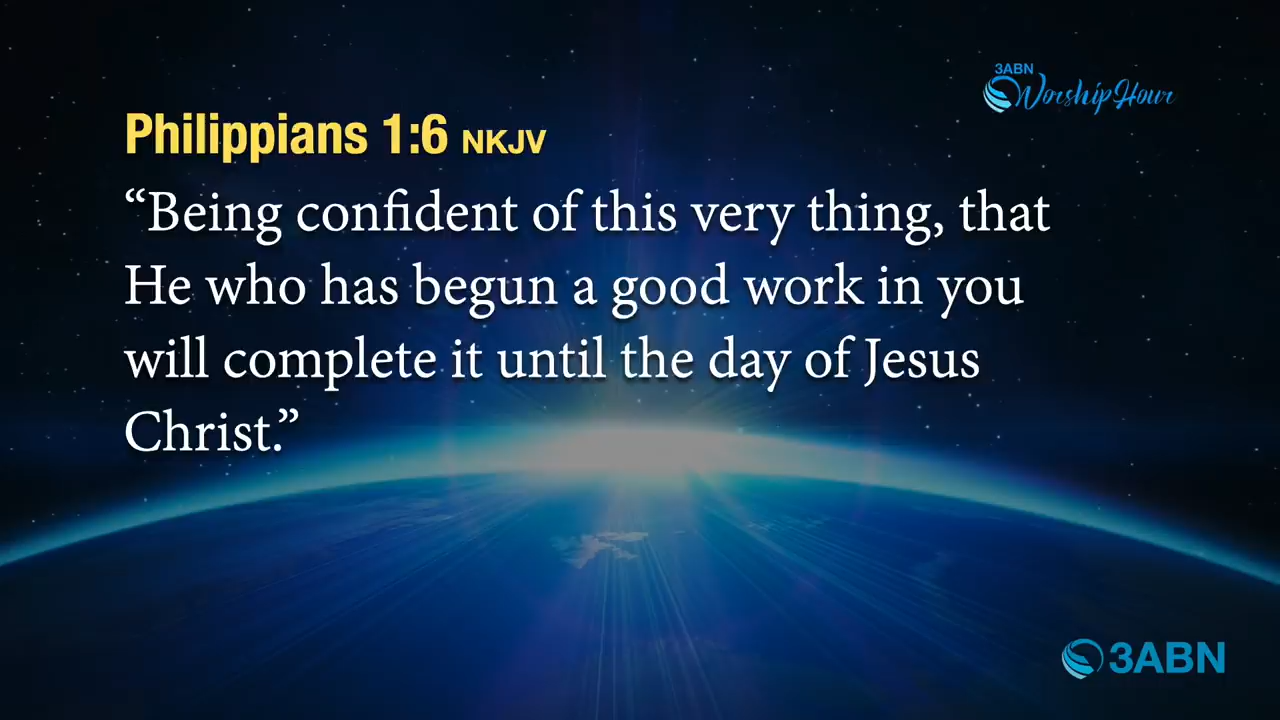 3ABN
Worship Hour
Philippians 1:6 NKJV
“Being confident of this very thing, that
He who has begun a good work in you
will complete it until the day of Jesus
Christ.”
3ABN